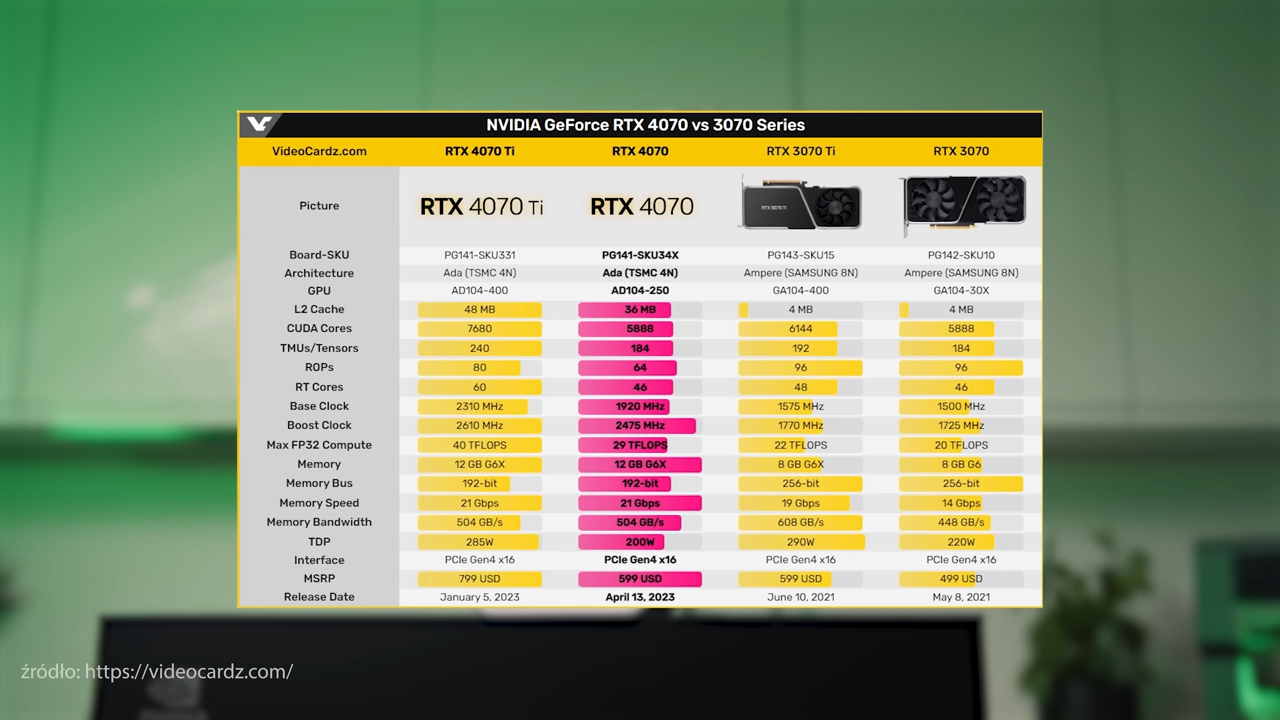 NVIDIA GeForce RTX 4070 vs 3070 Series
VideoCardz.com RTX 4070 Ti RTX 4070 RTX 3070 Ti RTX 3070
Picture RTX 4070 Ti RTX 4070 RTX 3070 Ti
Board-SKU PG141-SKU331 PG141-SKU34X PG143-SKU15 PG142-SKU10
Architecture Ada (TSMC 4N) Ada (TSMC 4N) Ampere (SAMSUNG 8N) Ampere (SAMSUNG 8N)
GPU AD104-400 AD104-250 GA104-400 GA104-30X
L2 Cache 48 MB 36 MB 4 MB 4 MB
CUDA Cores 7680 5888 6144 5888
TMUs/Tensors 240 184 192 184
ROPs 80 64 96 96
RT Cores 60 46 48 46
Base Clock 2310 MHz 1920 MHz 1575 MHz 1500 MHz
Boost Clock 2610 MHz 2475 MHz 1770 MHz 1725 MHz
Max FP32 Compute 40 TFLOPS 29 TFLOPS 22 TFLOPS 20 TFLOPS
Memory 12 GB G6X 12 GB G6X 8 GB G6X 8 GB G6
Memory Bus 192-bit 192-bit 256-bit 256-bit
Memory Speed 21 Gbps 21 Gbps 19 Gbps 14 Gbps
Memory Bandwidth 504 GB/s 504 GB/s 608 GB/s 448 GB/s
TDP 285W 200W 290W 220W
Interface PCIe Gen4 x16 PCIe Gen4 x16 PCIe Gen4 x16 PCIe Gen4 x16
MSRP 799 USD 599 USD 599 USD 499 USD
Release Date January 5, 2023 April 13, 2023 June 10, 2021 May 8, 2021
źródło: https://videocardz.com/